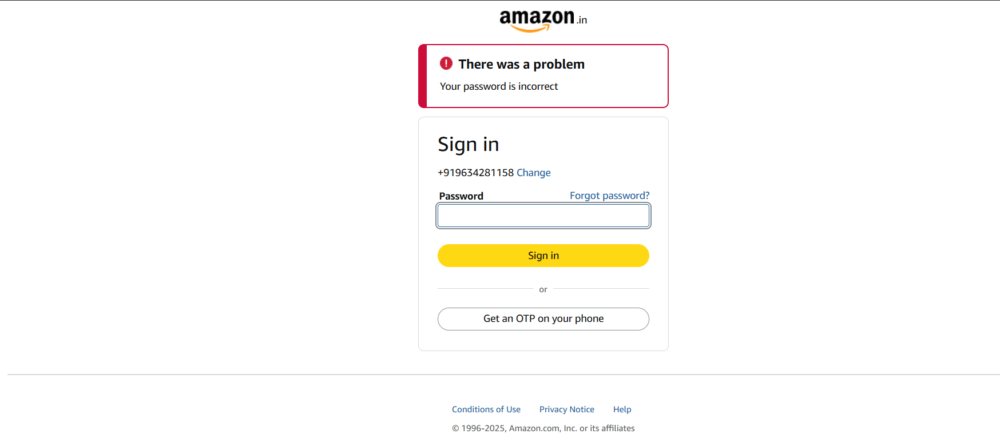 amazon.in
There was a problem
Your password is incorrect
Sign in
+919634281158 Change
Password Forgot password?
Sign in
or
Get an OTP on your phone
Conditions of Use Privacy Notice Help
© 1996-2025, Amazon.com, Inc. or its affiliates